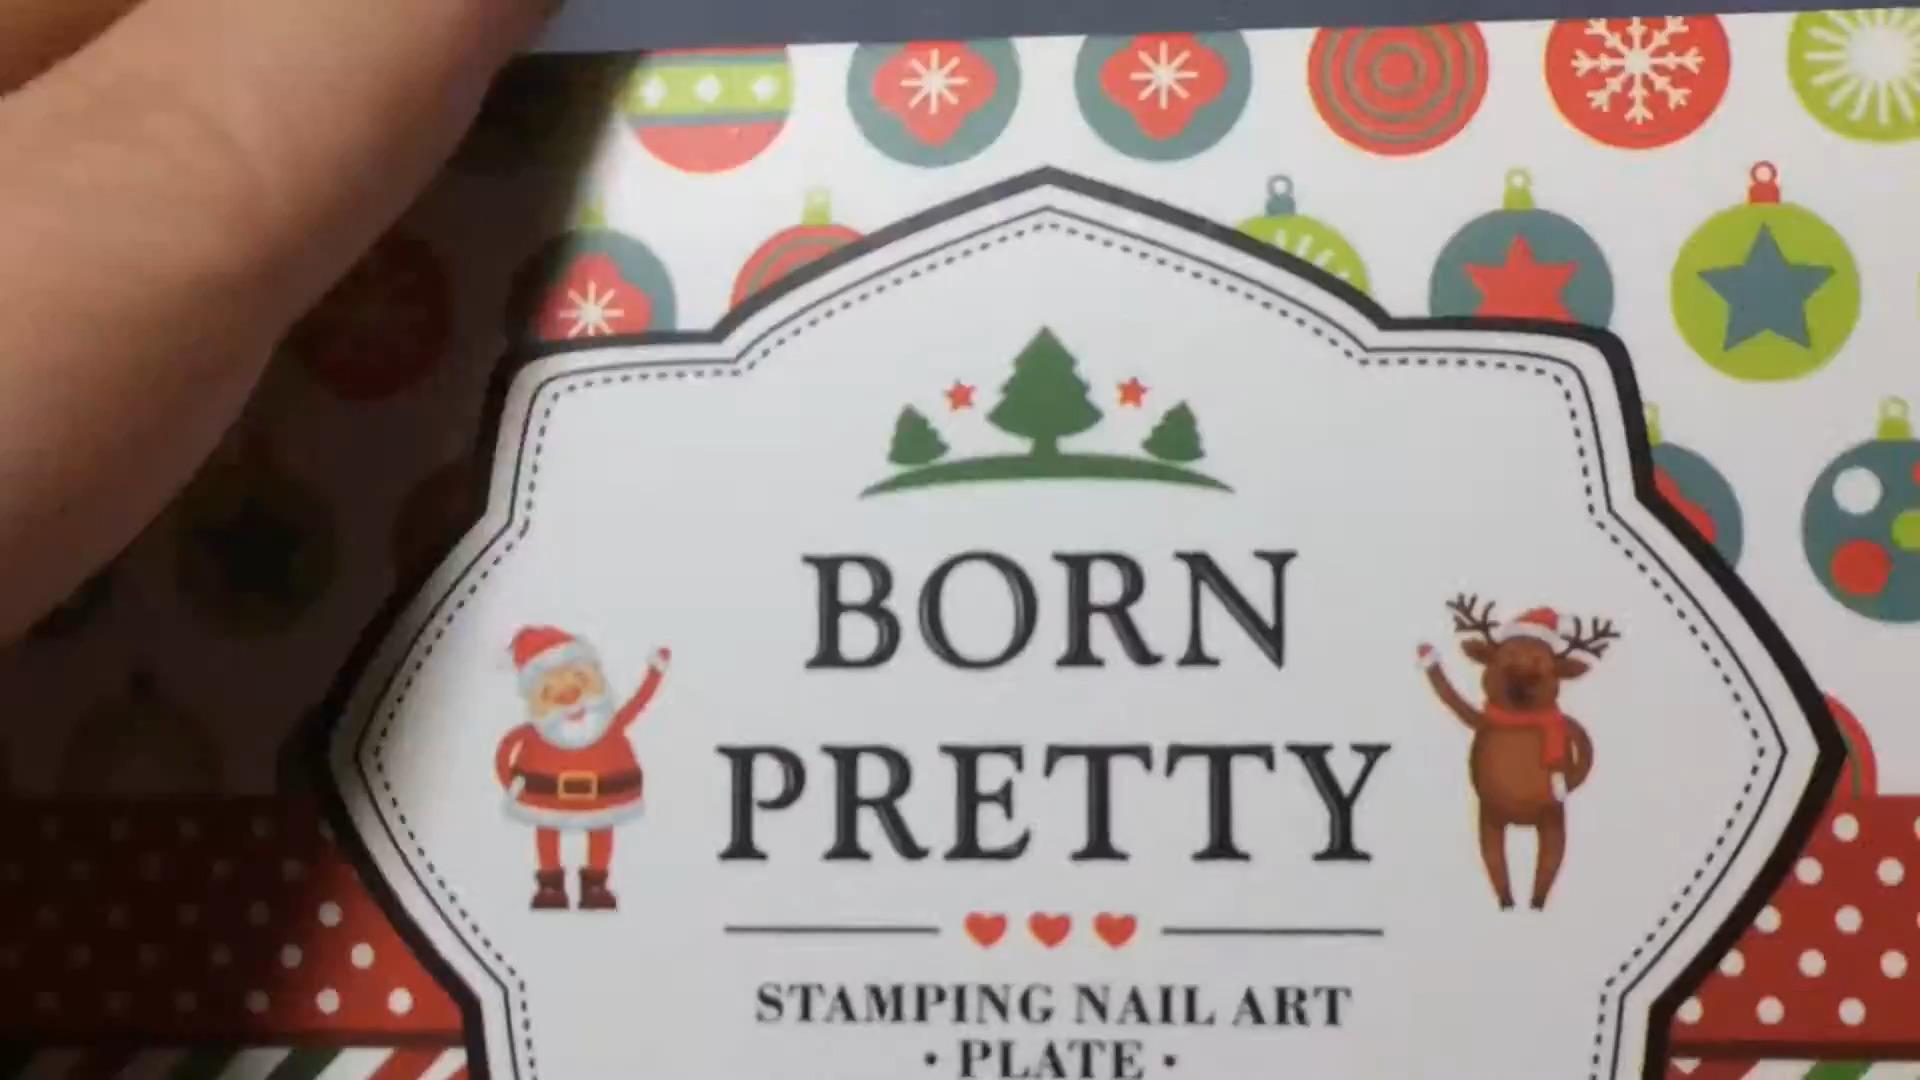 BORN
PRETTY
STAMPING NAIL ART
• PLATE •